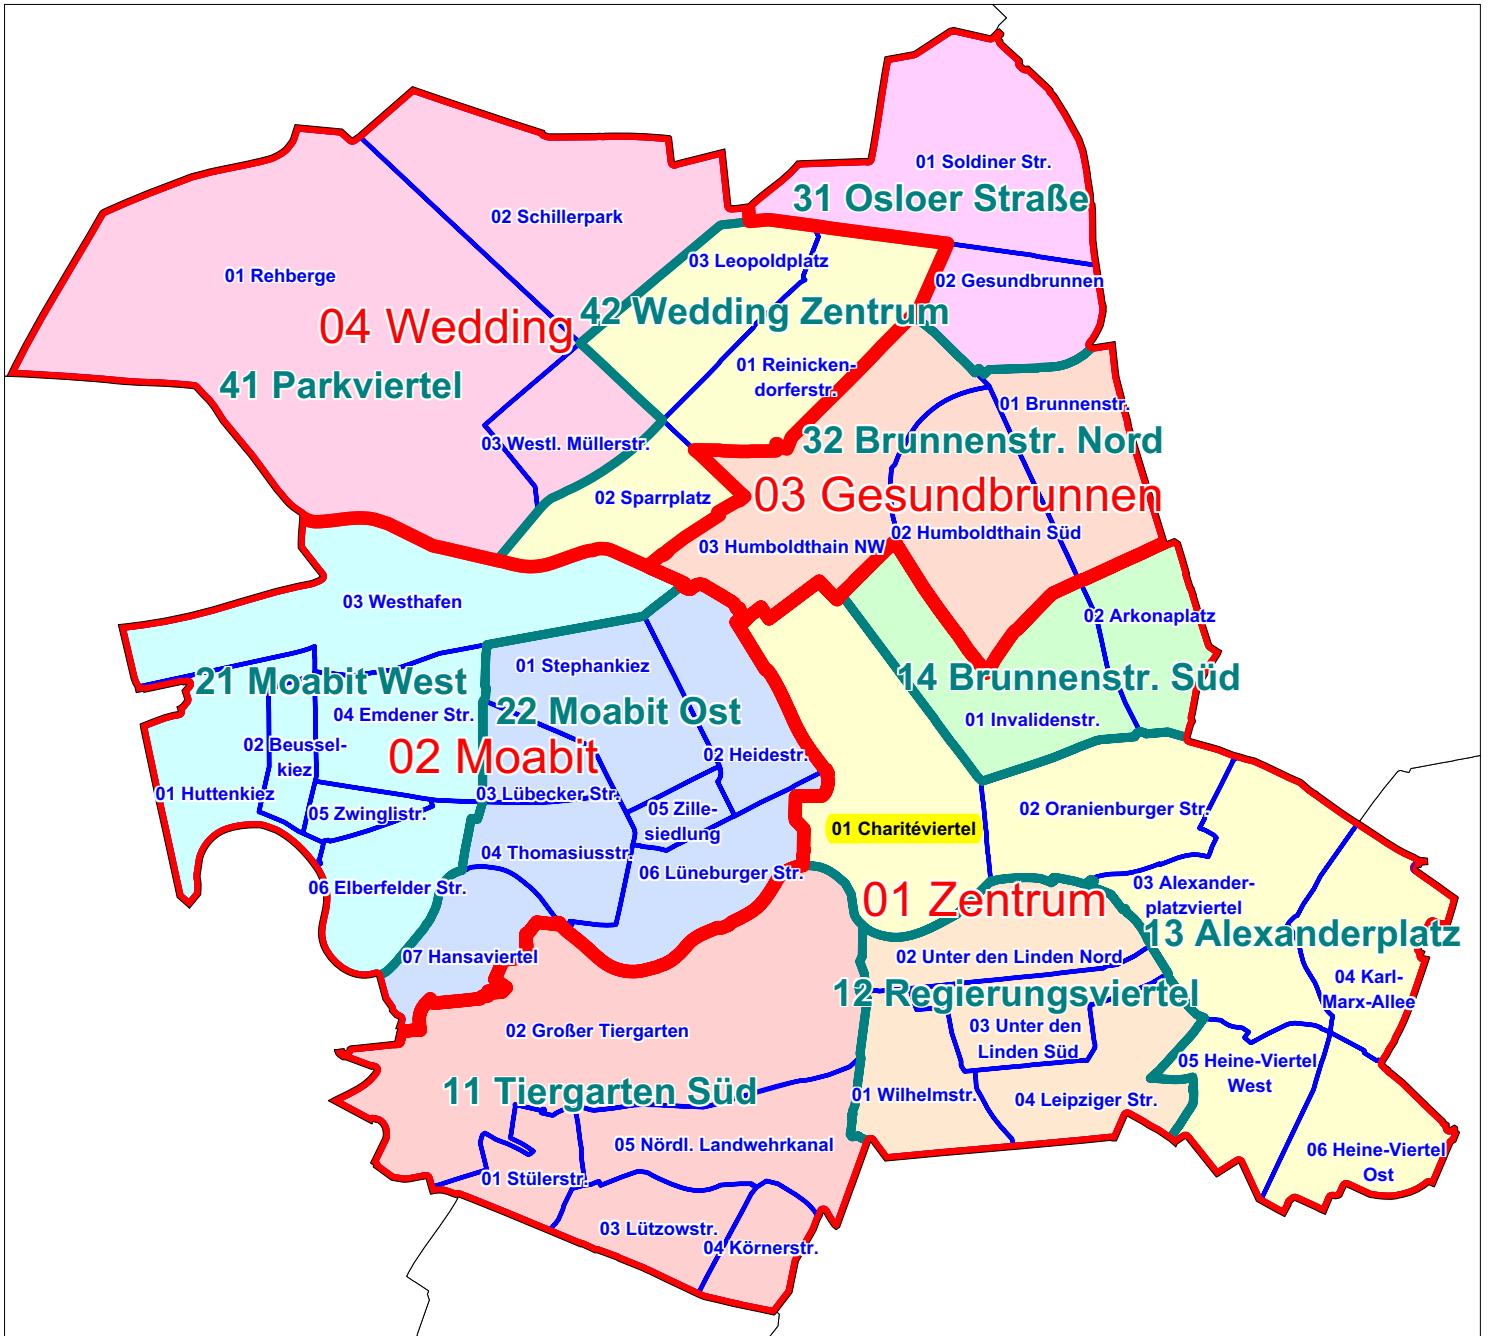 01 Soldiner Str.
31 Osloer Straße
02 Schillerpark
03 Leopoldplatz
01 Rehberge
02 Gesundbrunnen
42 Wedding Zentrum
04 Wedding
01 Reinicken-
dorferstr.
41 Parkviertel
01 Brunnenstr.
03 Westl. Müllerstr.
32 Brunnenstr. Nord
02 Sparrplatz
03 Gesundbrunnen
02 Humboldthain Süd
03 Humboldthain NW
03 Westhafen
02 Arkonaplatz
01 Stephankiez
21 Moabit West
14 Brunnenstr. Süd
04 Emdener Str.
22 Moabit Ost
01 Invalidenstr.
02 Beussel-
kiez
02 Moabit
02 Heidestr.
01 Huttenkiez
03 Lübecker Str.
05 Zwinglistr.
05 Zille-
siedlung
02 Oranienburger Str.
01 Charitéviertel
04 Thomasiusstr.
06 Lüneburger Str.
06 Elberfelder Str.
03 Alexander-
platzviertel
01 Zentrum
13 Alexanderplatz
07 Hansaviertel
02 Unter den Linden Nord
04 Karl-
Marx-Allee
12 Regierungsviertel
02 Großer Tiergarten
03 Unter den
Linden Süd
05 Heine-Viertel
West
11 Tiergarten Süd
01 Wilhelmstr.
04 Leipziger Str.
05 Nördl. Landwehrkanal
06 Heine-Viertel
Ost
01 Stülerstr.
03 Lützowstr.
04 Körnerstr.